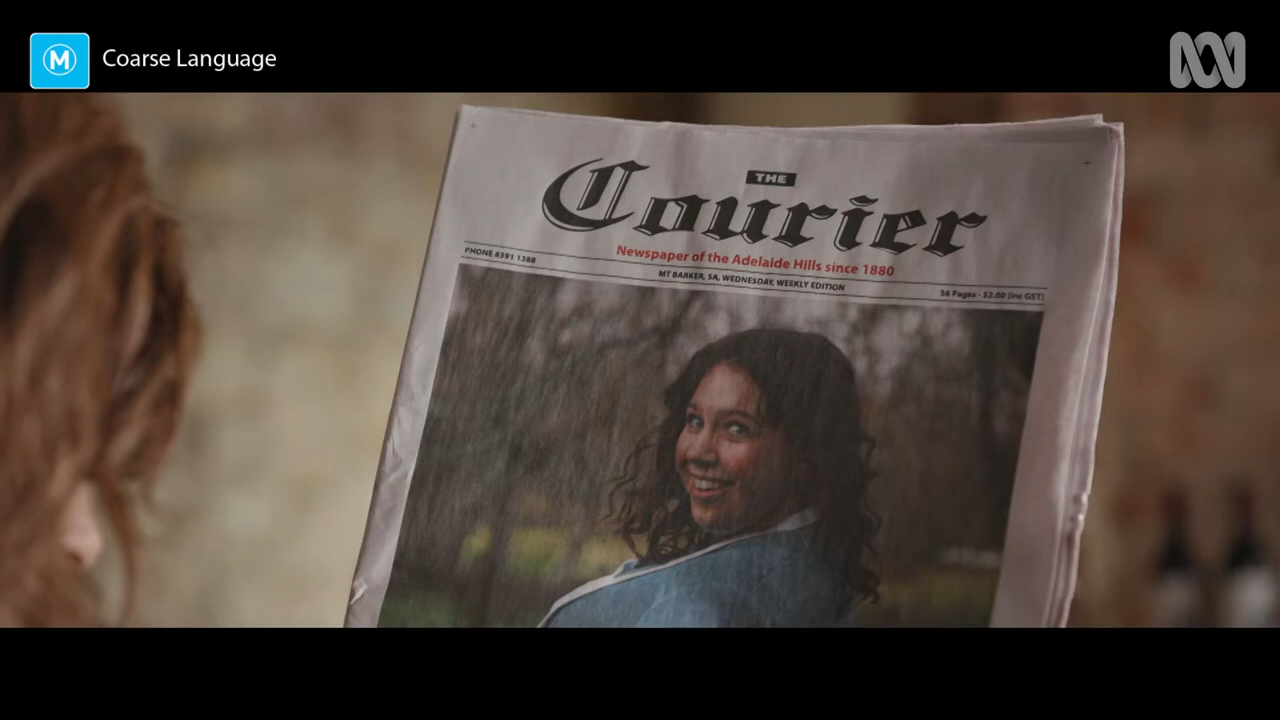 M Coarse Language
THE
Courier
Newspaper of the Adelaide Hills since 1880
PHONE 8391 1388
MT BARKER, SA, WEDNESDAY, WEEKLY EDITION
56 Pages - $2.00 (inc GST)